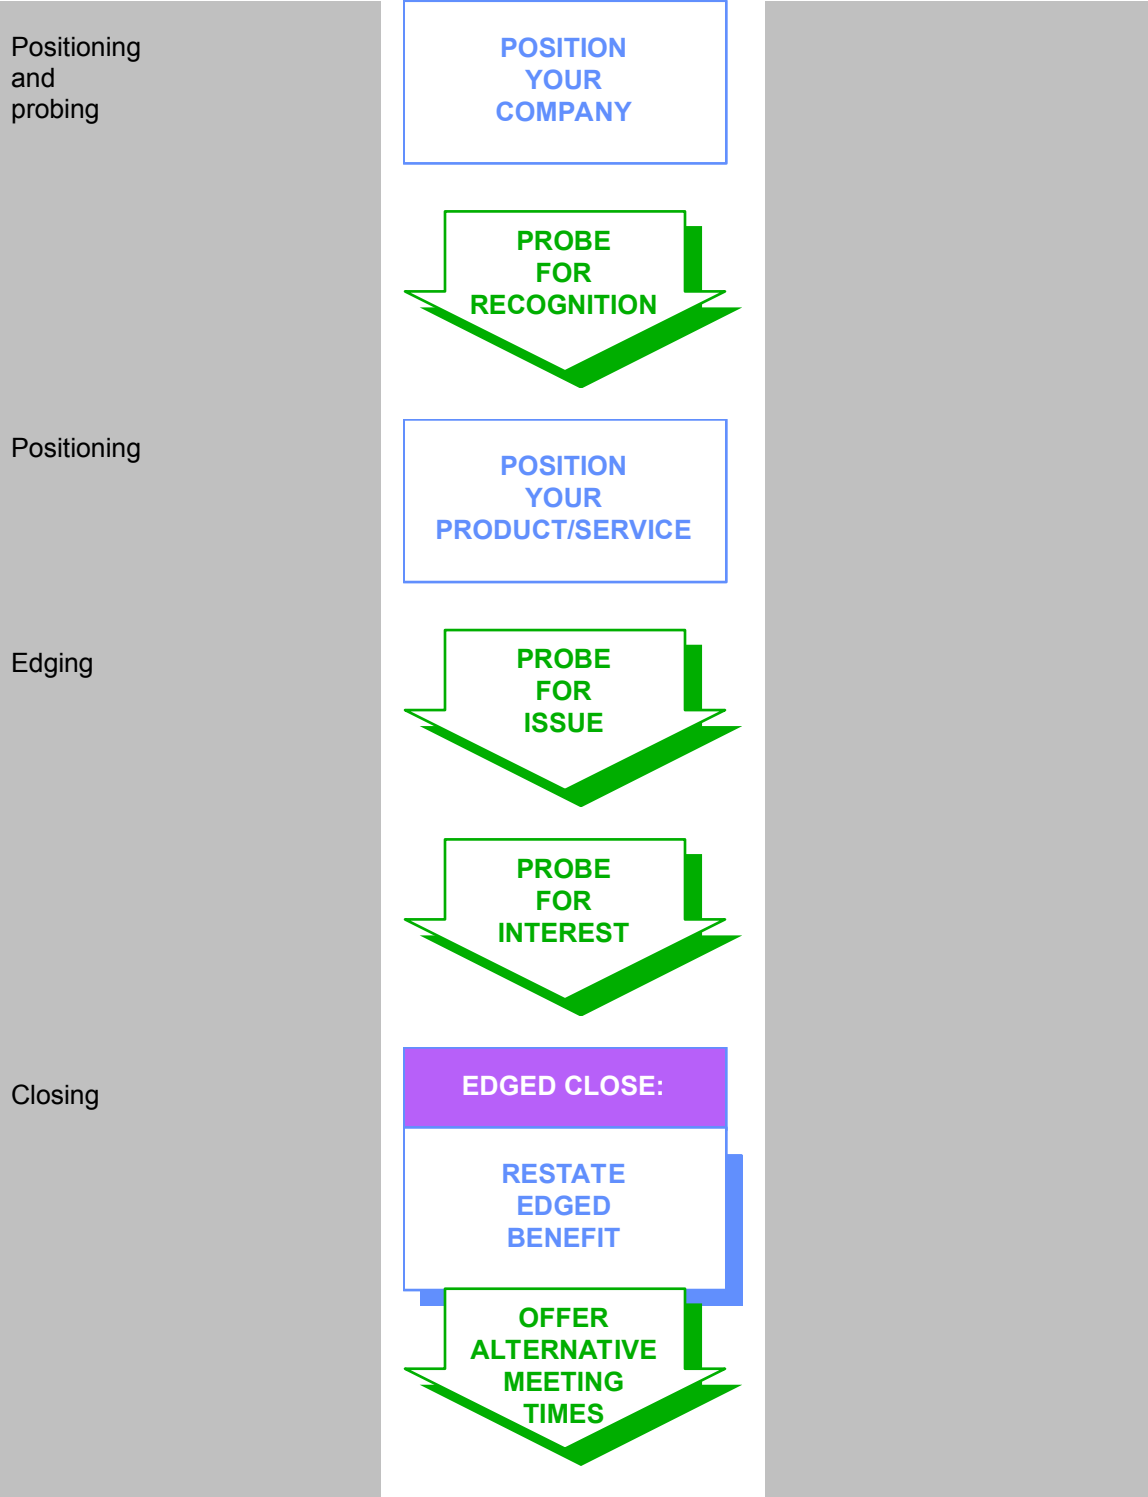 Positioning
and
probing
POSITION
YOUR
COMPANY
PROBE
FOR
RECOGNITION
Positioning
POSITION
YOUR
PRODUCT/SERVICE
Edging
PROBE
FOR
ISSUE
PROBE
FOR
INTEREST
Closing
EDGED CLOSE:
RESTATE
EDGED
BENEFIT
OFFER
ALTERNATIVE
MEETING
TIMES